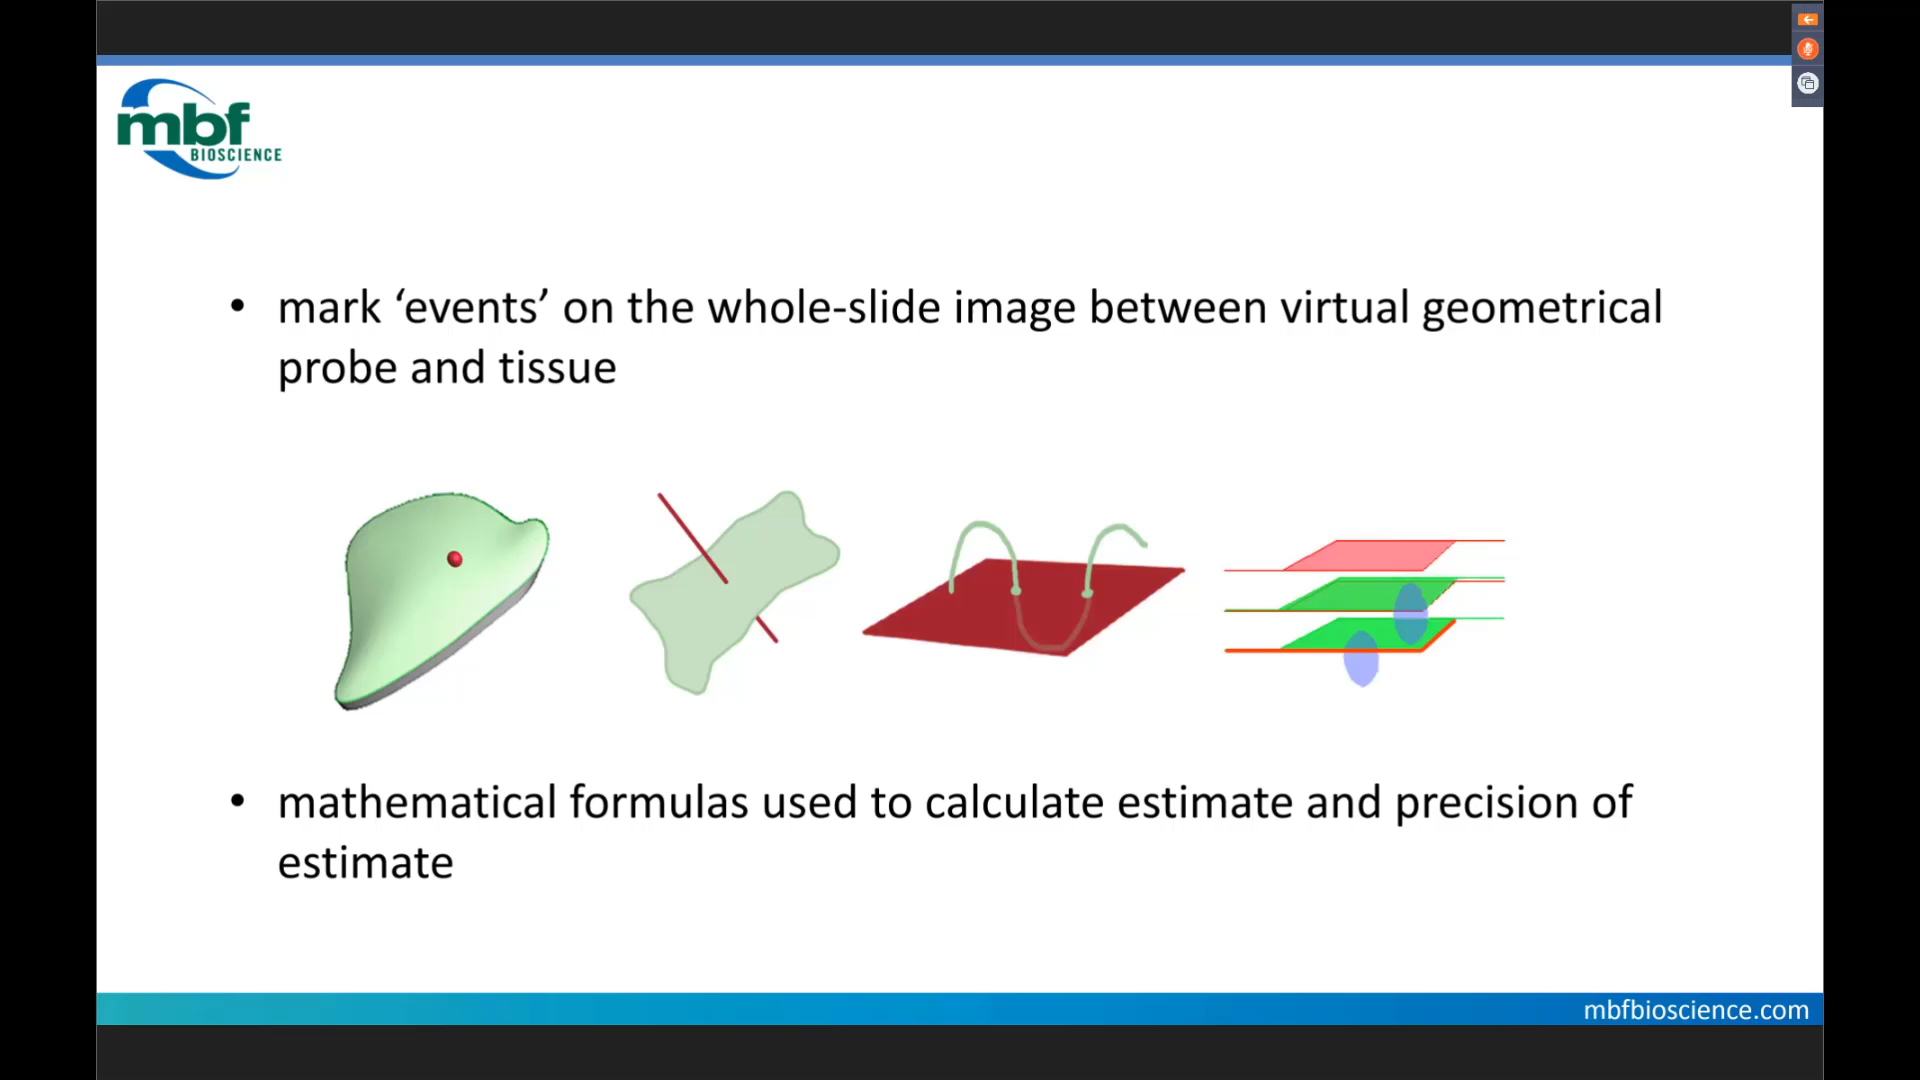 mbf
BIOSCIENCE
• mark ‘events’ on the whole-slide image between virtual geometrical
probe and tissue
• mathematical formulas used to calculate estimate and precision of
estimate
mbfbioscience.com